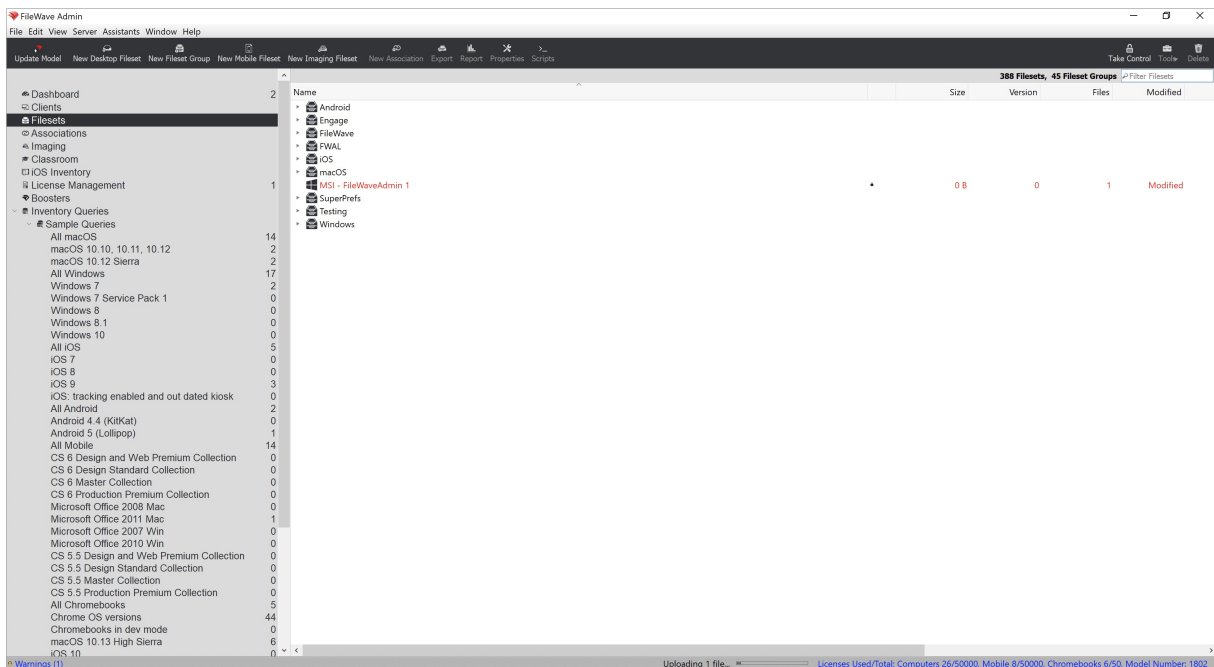 FileWave Admin
File Edit View Server Assistants Window Help
Update Model New Desktop Fileset New Fileset Group New Mobile Fileset New Imaging Fileset New Association Export Report Properties Scripts Take Control Tools Delete
388 Filesets, 45 Fileset Groups Filter Filesets
Dashboard 2
Clients
Filesets
Associations
Imaging
Classroom
iOS Inventory
License Management 1
Boosters
Inventory Queries
Sample Queries
All macOS 14
macOS 10.10, 10.11, 10.12 2
macOS 10.12 Sierra 2
All Windows 17
Windows 7 2
Windows 7 Service Pack 1 0
Windows 8 0
Windows 8.1 0
Windows 10 0
All iOS 5
iOS 7 0
iOS 8 0
iOS 9 3
iOS: tracking enabled and out dated kiosk 0
All Android 2
Android 4.4 (KitKat) 0
Android 5 (Lollipop) 1
All Mobile 14
CS 6 Design and Web Premium Collection 0
CS 6 Design Standard Collection 0
CS 6 Master Collection 0
CS 6 Production Premium Collection 0
Microsoft Office 2008 Mac 0
Microsoft Office 2011 Mac 1
Microsoft Office 2007 Win 0
Microsoft Office 2010 Win 0
CS 5.5 Design and Web Premium Collection 0
CS 5.5 Design Standard Collection 0
CS 5.5 Master Collection 0
CS 5.5 Production Premium Collection 0
All Chromebooks 5
Chrome OS versions 44
Chromebooks in dev mode 0
macOS 10.13 High Sierra 6
iOS 10 0
Name Size Version Files Modified
Android
Engage
FileWave
FWAL
iOS
macOS
MSI - FileWaveAdmin 1 0 B 0 1 Modified
SuperPrefs
Testing
Windows
Warnings (1) Uploading 1 file... Licenses Used/Total: Computers 26/50000, Mobile 8/50000, Chromebooks 6/50, Model Number: 1802